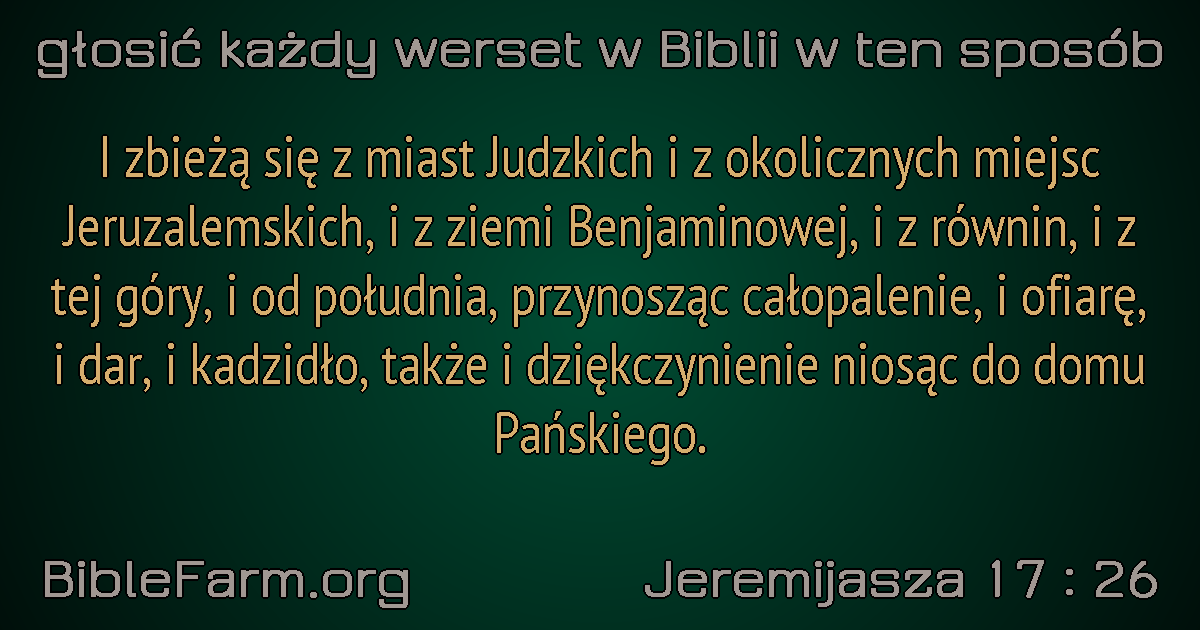 głosić każdy werset w Biblii w ten sposób
I zbieżą się z miast Judzkich i z okolicznych miejsc
Jeruzalemskich, i z ziemi Benjaminowej, i z równin, i z
tej góry, i od południa, przynosząc całopalenie, i ofiarę,
i dar, i kadzidło, także i dziękczynienie niosąc do domu
Pańskiego.
BibleFarm.org
Jeremijasza 17 : 26